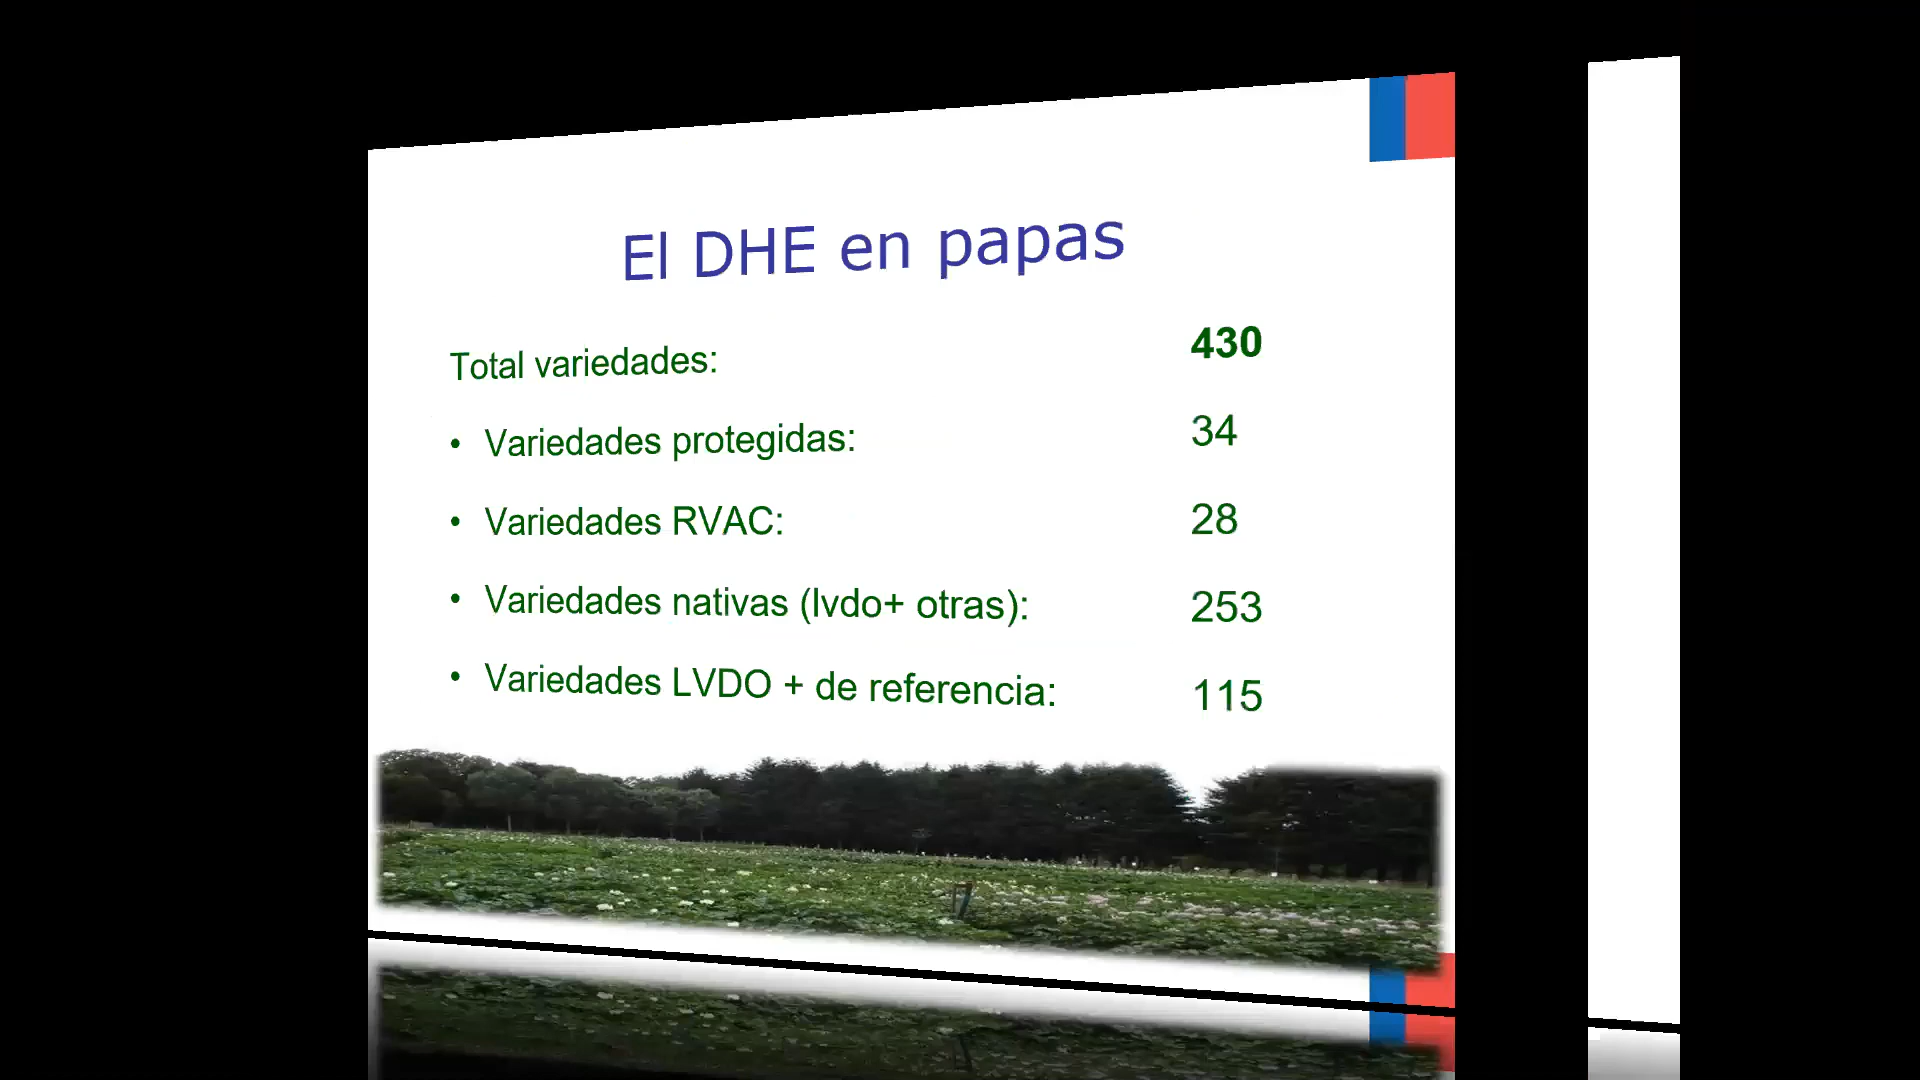 El DHE en papas
Total variedades: 430
• Variedades protegidas: 34
• Variedades RVAC: 28
• Variedades nativas (lvdo+ otras): 253
• Variedades LVDO + de referencia: 115